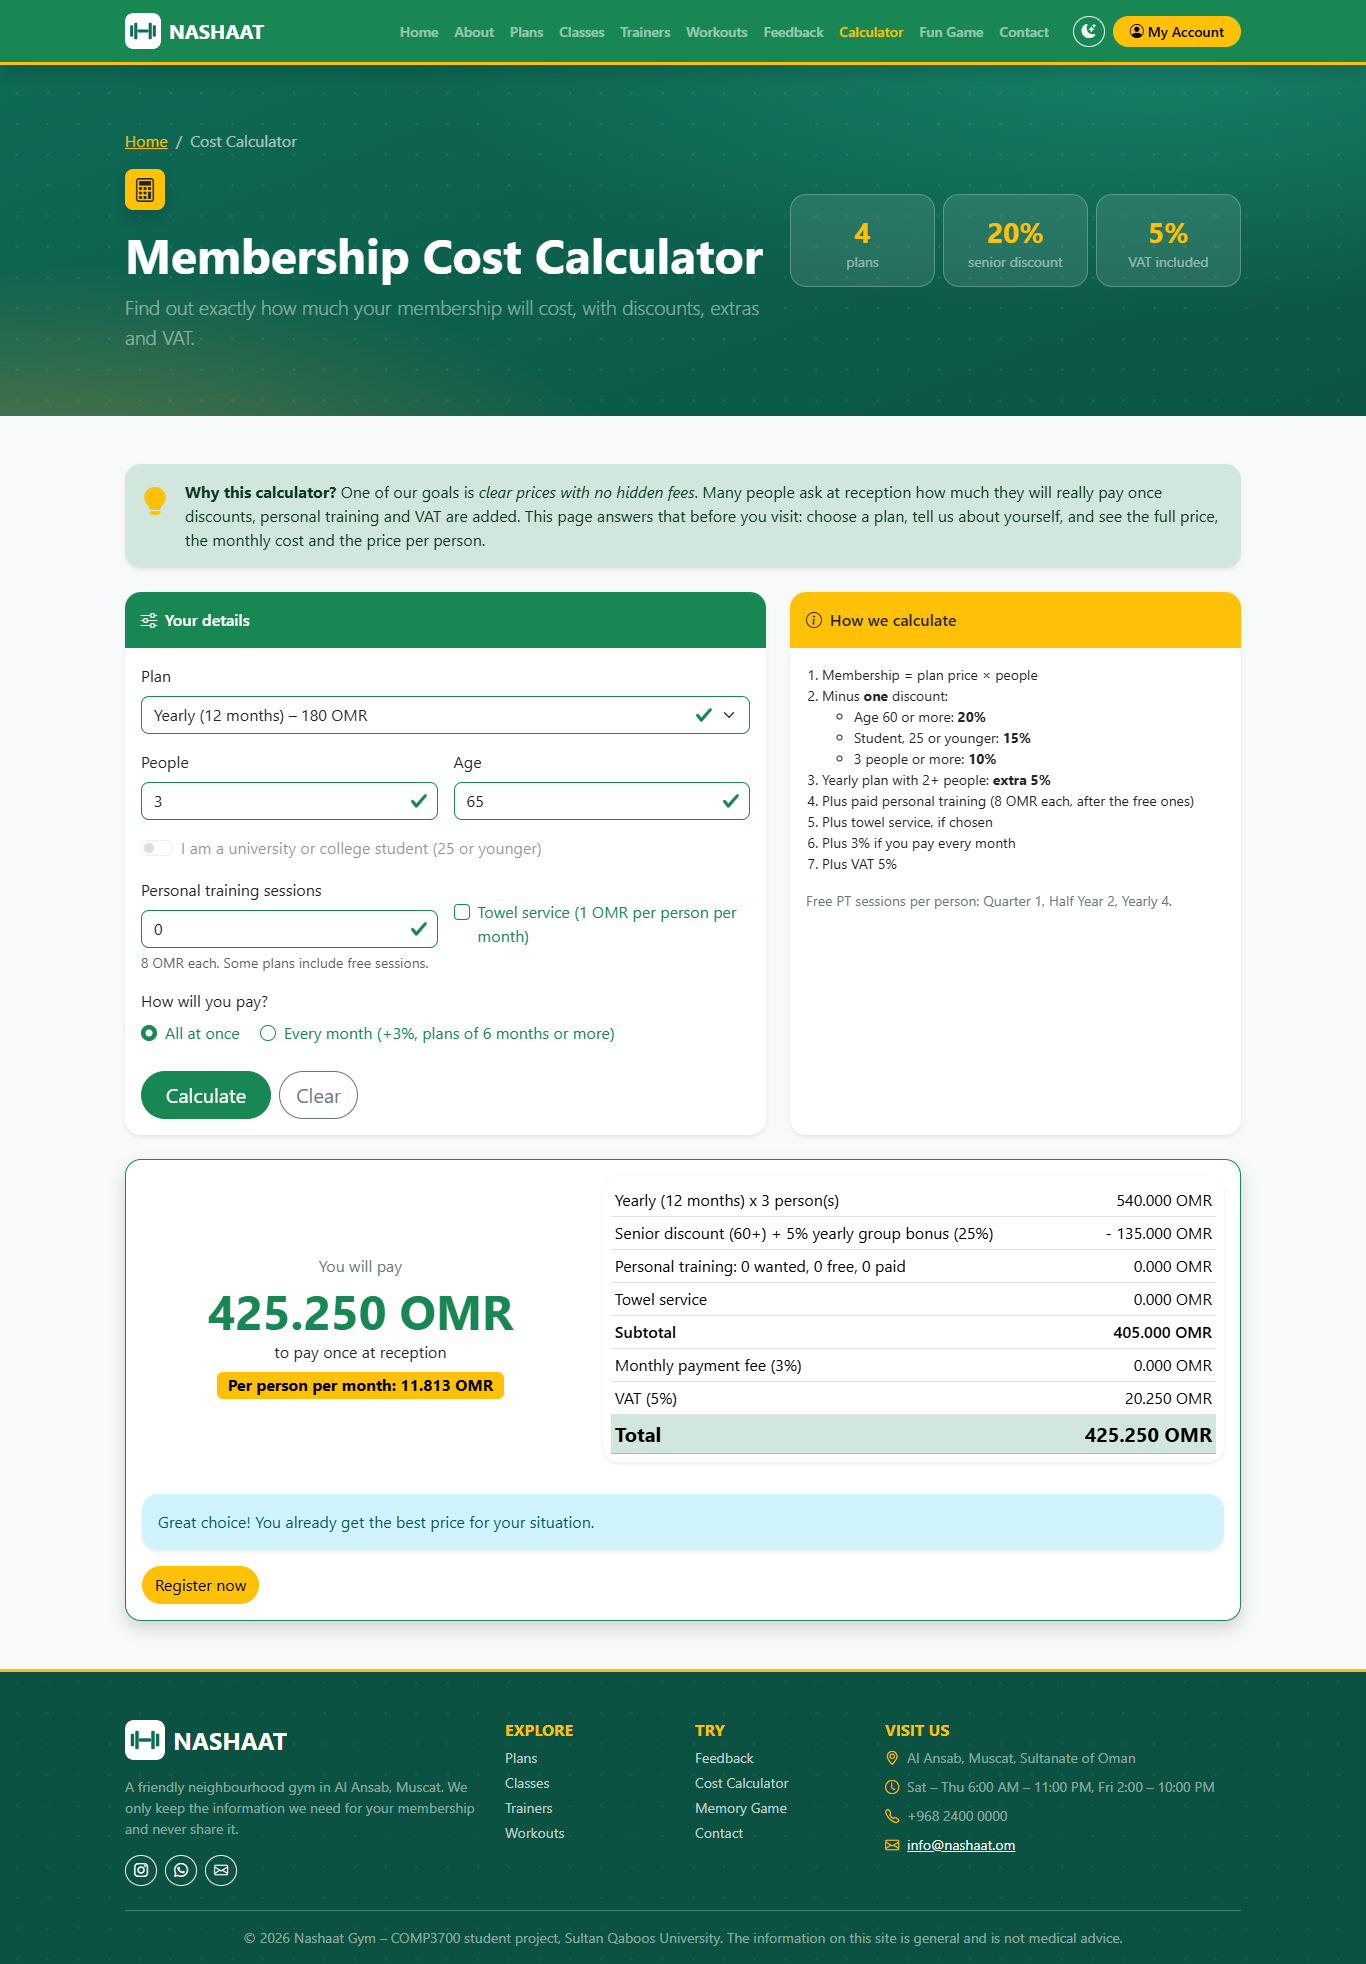 NASHAAT
Home About Plans Classes Trainers Workouts Feedback Calculator Fun Game Contact My Account
Home / Cost Calculator
Membership Cost Calculator
Find out exactly how much your membership will cost, with discounts, extras
and VAT.
4
plans
20%
senior discount
5%
VAT included
Why this calculator? One of our goals is clear prices with no hidden fees. Many people ask at reception how much they will really pay once
discounts, personal training and VAT are added. This page answers that before you visit: choose a plan, tell us about yourself, and see the full price,
the monthly cost and the price per person.
Your details
Plan
Yearly (12 months) – 180 OMR
People
Age
3
65
I am a university or college student (25 or younger)
Personal training sessions
0
8 OMR each. Some plans include free sessions.
Towel service (1 OMR per person per
month)
How will you pay?
All at once
Every month (+3%, plans of 6 months or more)
Calculate
Clear
How we calculate
1. Membership = plan price × people
2. Minus one discount:
Age 60 or more: 20%
Student, 25 or younger: 15%
3 people or more: 10%
3. Yearly plan with 2+ people: extra 5%
4. Plus paid personal training (8 OMR each, after the free ones)
5. Plus towel service, if chosen
6. Plus 3% if you pay every month
7. Plus VAT 5%
Free PT sessions per person: Quarter 1, Half Year 2, Yearly 4.
You will pay
425.250 OMR
to pay once at reception
Per person per month: 11.813 OMR
Yearly (12 months) x 3 person(s) 540.000 OMR
Senior discount (60+) + 5% yearly group bonus (25%) - 135.000 OMR
Personal training: 0 wanted, 0 free, 0 paid 0.000 OMR
Towel service 0.000 OMR
Subtotal 405.000 OMR
Monthly payment fee (3%) 0.000 OMR
VAT (5%) 20.250 OMR
Total 425.250 OMR
Great choice! You already get the best price for your situation.
Register now
NASHAAT
A friendly neighbourhood gym in Al Ansab, Muscat. We
only keep the information we need for your membership
and never share it.
EXPLORE
Plans
Classes
Trainers
Workouts
TRY
Feedback
Cost Calculator
Memory Game
Contact
VISIT US
Al Ansab, Muscat, Sultanate of Oman
Sat – Thu 6:00 AM – 11:00 PM, Fri 2:00 – 10:00 PM
+968 2400 0000
info@nashaat.om
© 2026 Nashaat Gym – COMP3700 student project, Sultan Qaboos University. The information on this site is general and is not medical advice.